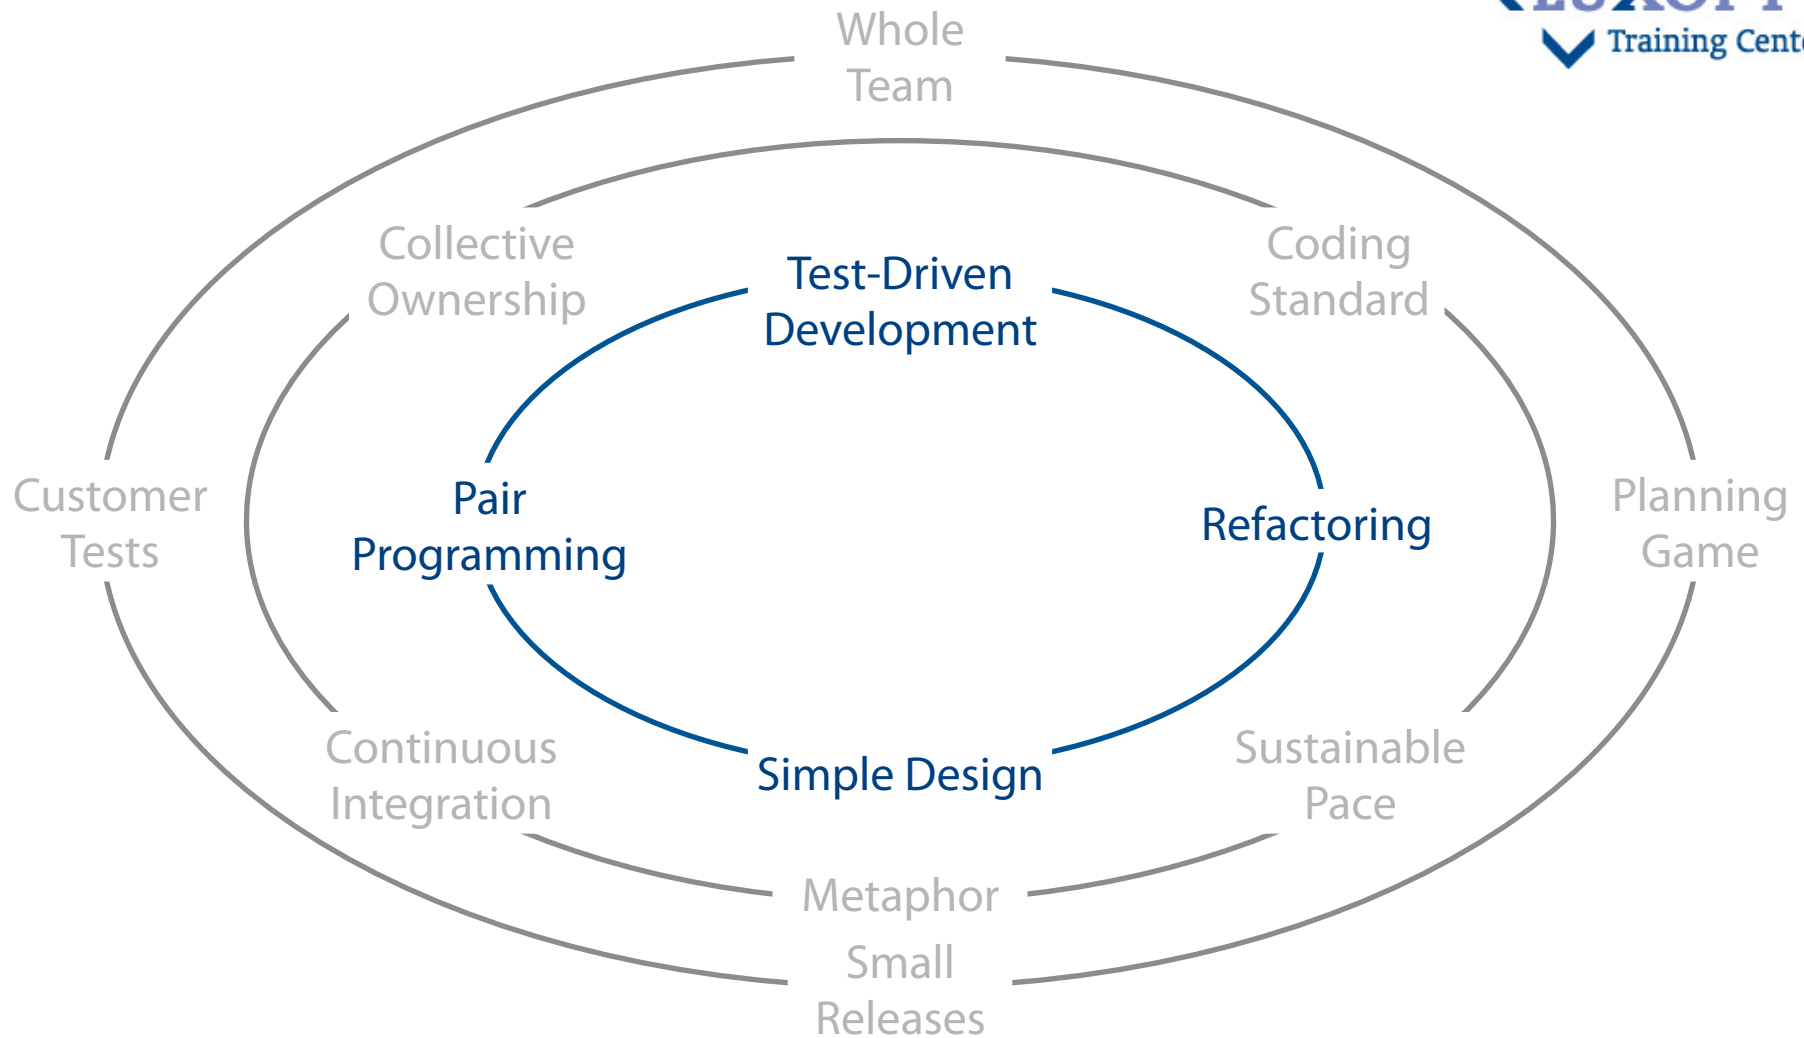 Training
Whole
Team
Collective
Ownership
Coding
Standard
Test-Driven
Development
Customer
Tests
Pair
Programming
Refactoring
Planning
Game
Continuous
Integration
Simple Design
Sustainable
Pace
Metaphor
Small
Releases